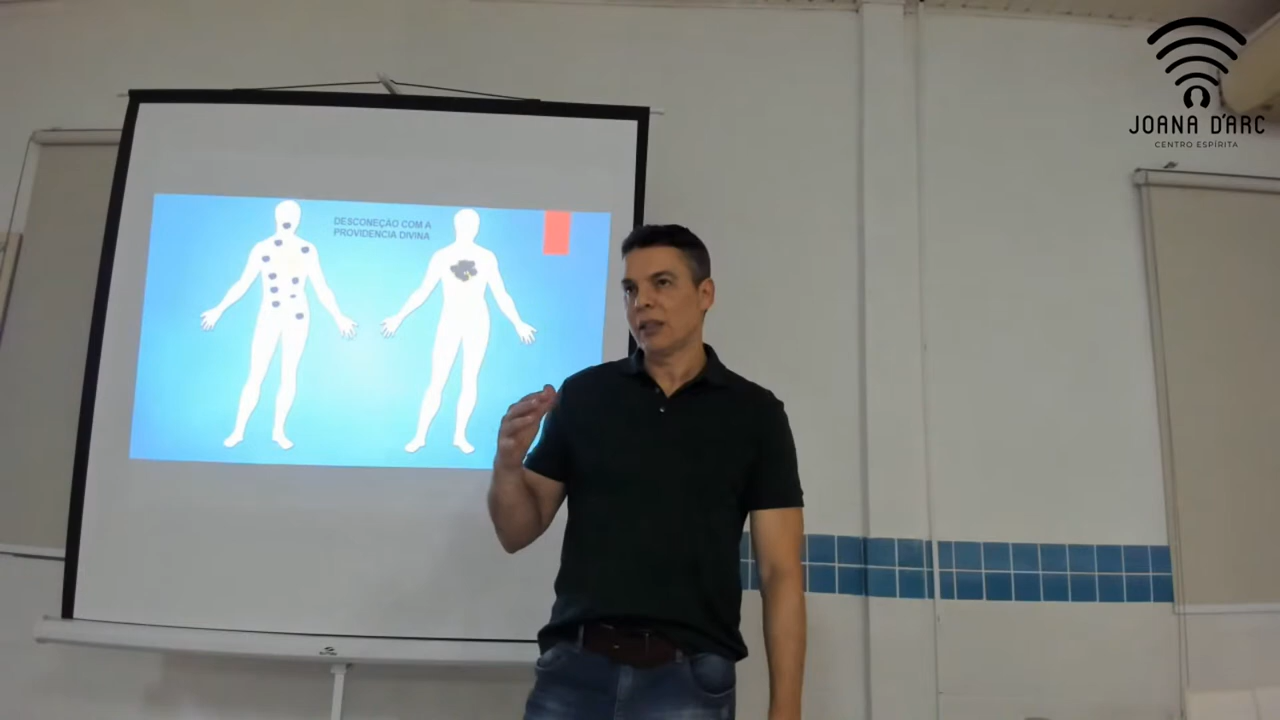 JOANA D'ARC
CENTRO ESPÍRITA
DESCONEÇÃO COM A
PROVIDENCIA DIVINA